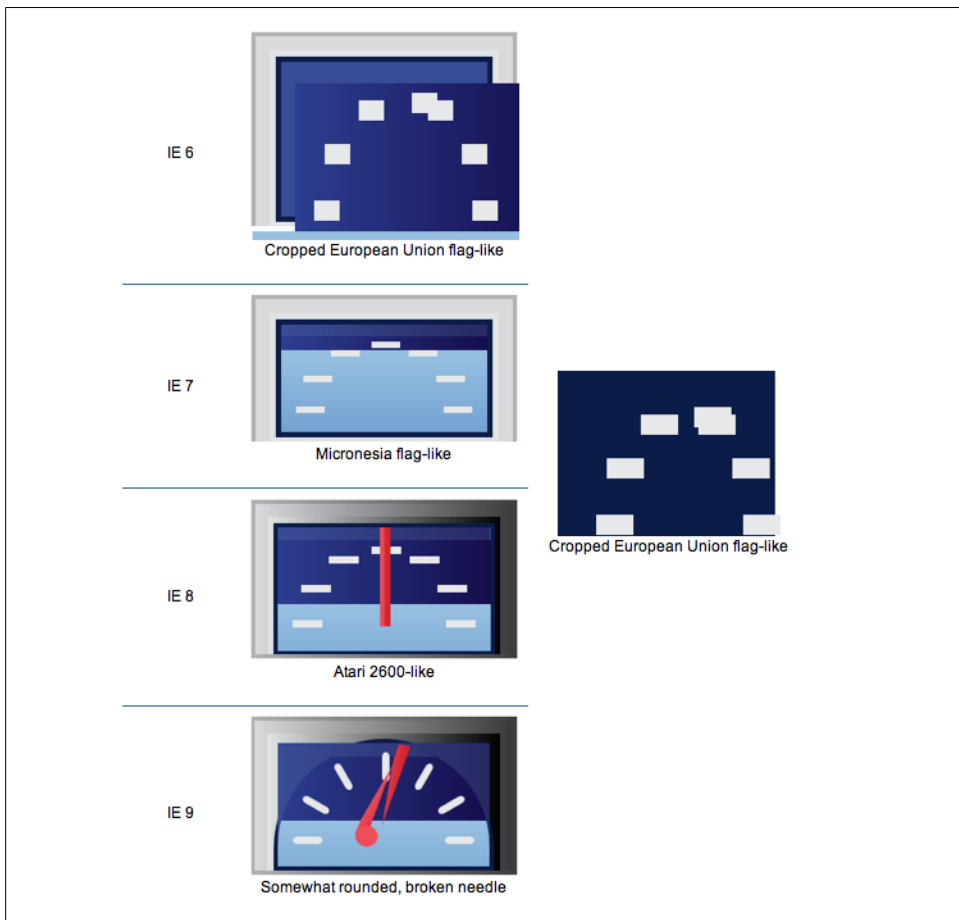 IE 6
Cropped European Union flag-like
IE 7
Micronesia flag-like
Cropped European Union flag-like
IE 8
Atari 2600-like
IE 9
Somewhat rounded, broken needle